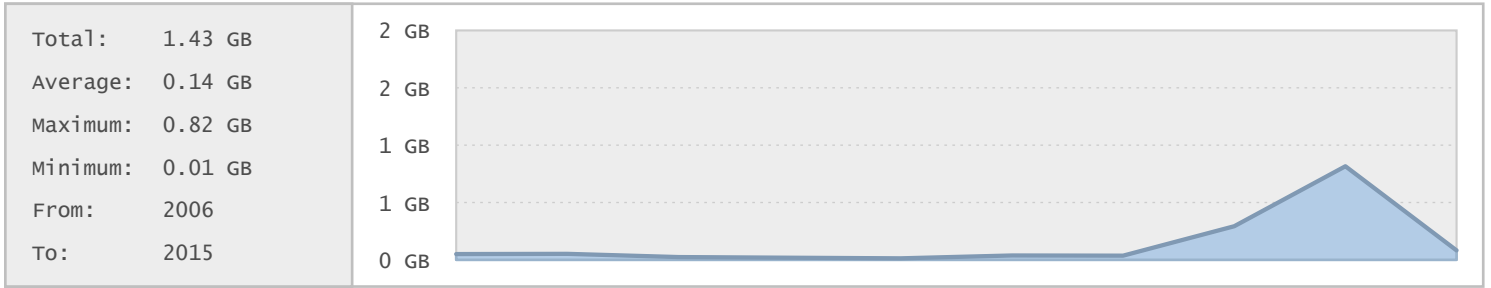 Total: 1.43 GB
Average: 0.14 GB
Maximum: 0.82 GB
Minimum: 0.01 GB
From: 2006
To: 2015
2 GB
2 GB
1 GB
1 GB
0 GB